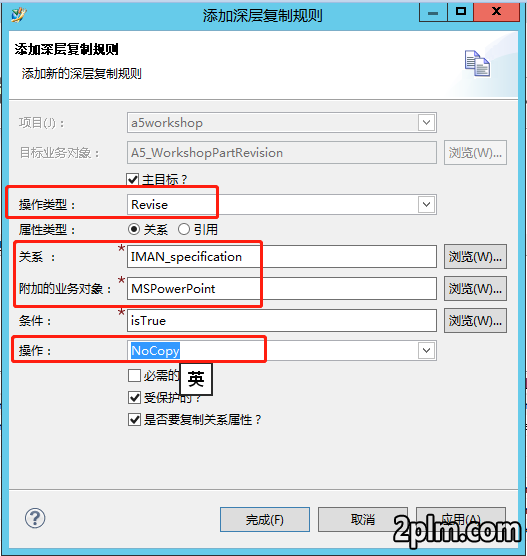 添加深层复制规则
添加深层复制规则
添加新的深层复制规则
项目(J): a5workshop
目标业务对象: A5_WorkshopPartRevision 浏览(W)...
主目标？
操作类型: Revise
属性类型: 关系 引用
关系： * IMAN_specification 浏览(W)...
附加的业务对象: * MSPowerPoint 浏览(W)...
条件: * isTrue 浏览(W)...
操作: NoCopy
必需的
英
受保护的？
是否要复制关系属性？
? 完成(F) 取消 应用(A)
2plm.com